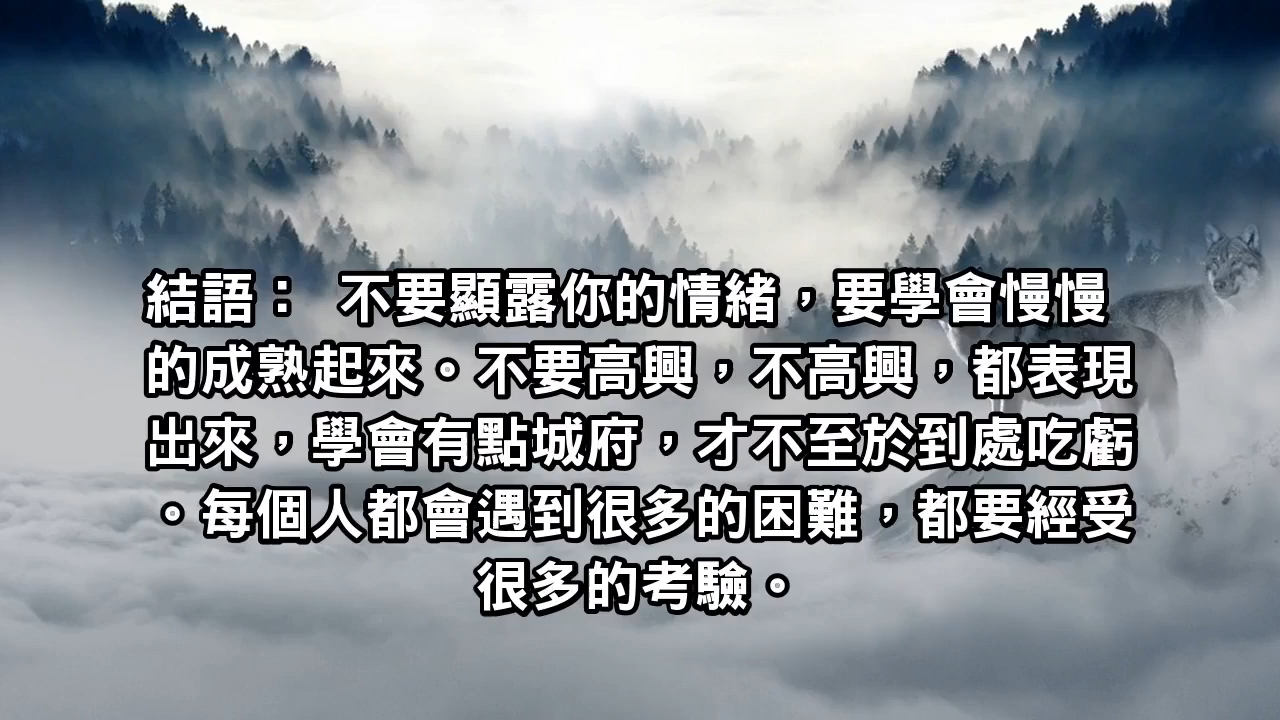 結語： 不要顯露你的情緒，要學會慢慢
的成熟起來。不要高興，不高興，都表現
出來，學會有點城府，才不至於到處吃虧
。每個人都會遇到很多的困難，都要經受
很多的考驗。